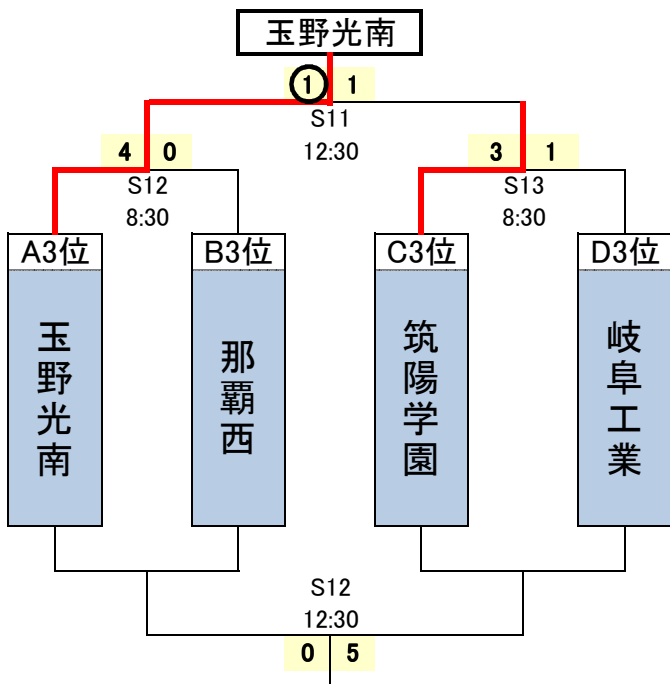 玉野光南
1 1
S11
12:30
4 0
3 1
S12
8:30
S13
8:30
A3位
B3位
C3位
D3位
玉野光南
那覇西
筑陽学園
岐阜工業
S12
12:30
0 5